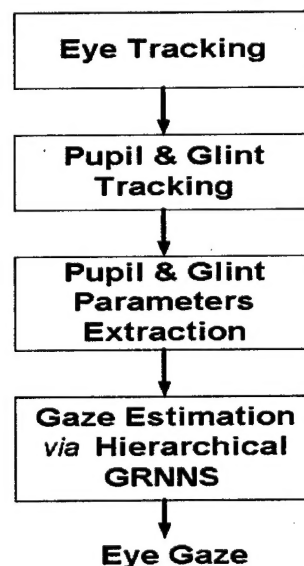 Eye Tracking
Pupil & Glint
Tracking
Pupil & Glint
Parameters
Extraction
Gaze Estimation
via Hierarchical
GRNNS
Eye Gaze